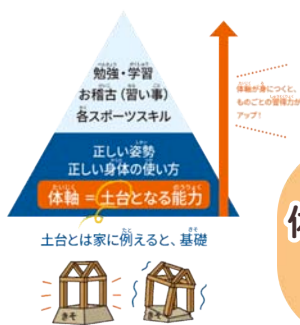 勉強・学習
お稽古（習い事）
各スポーツスキル
正しい姿勢
正しい身体の使い方
体軸 = 土台となる能力
体軸が身につくと、
ものごとの習得力が
アップ！
土台とは家に例えると、基礎
きそ
きそ